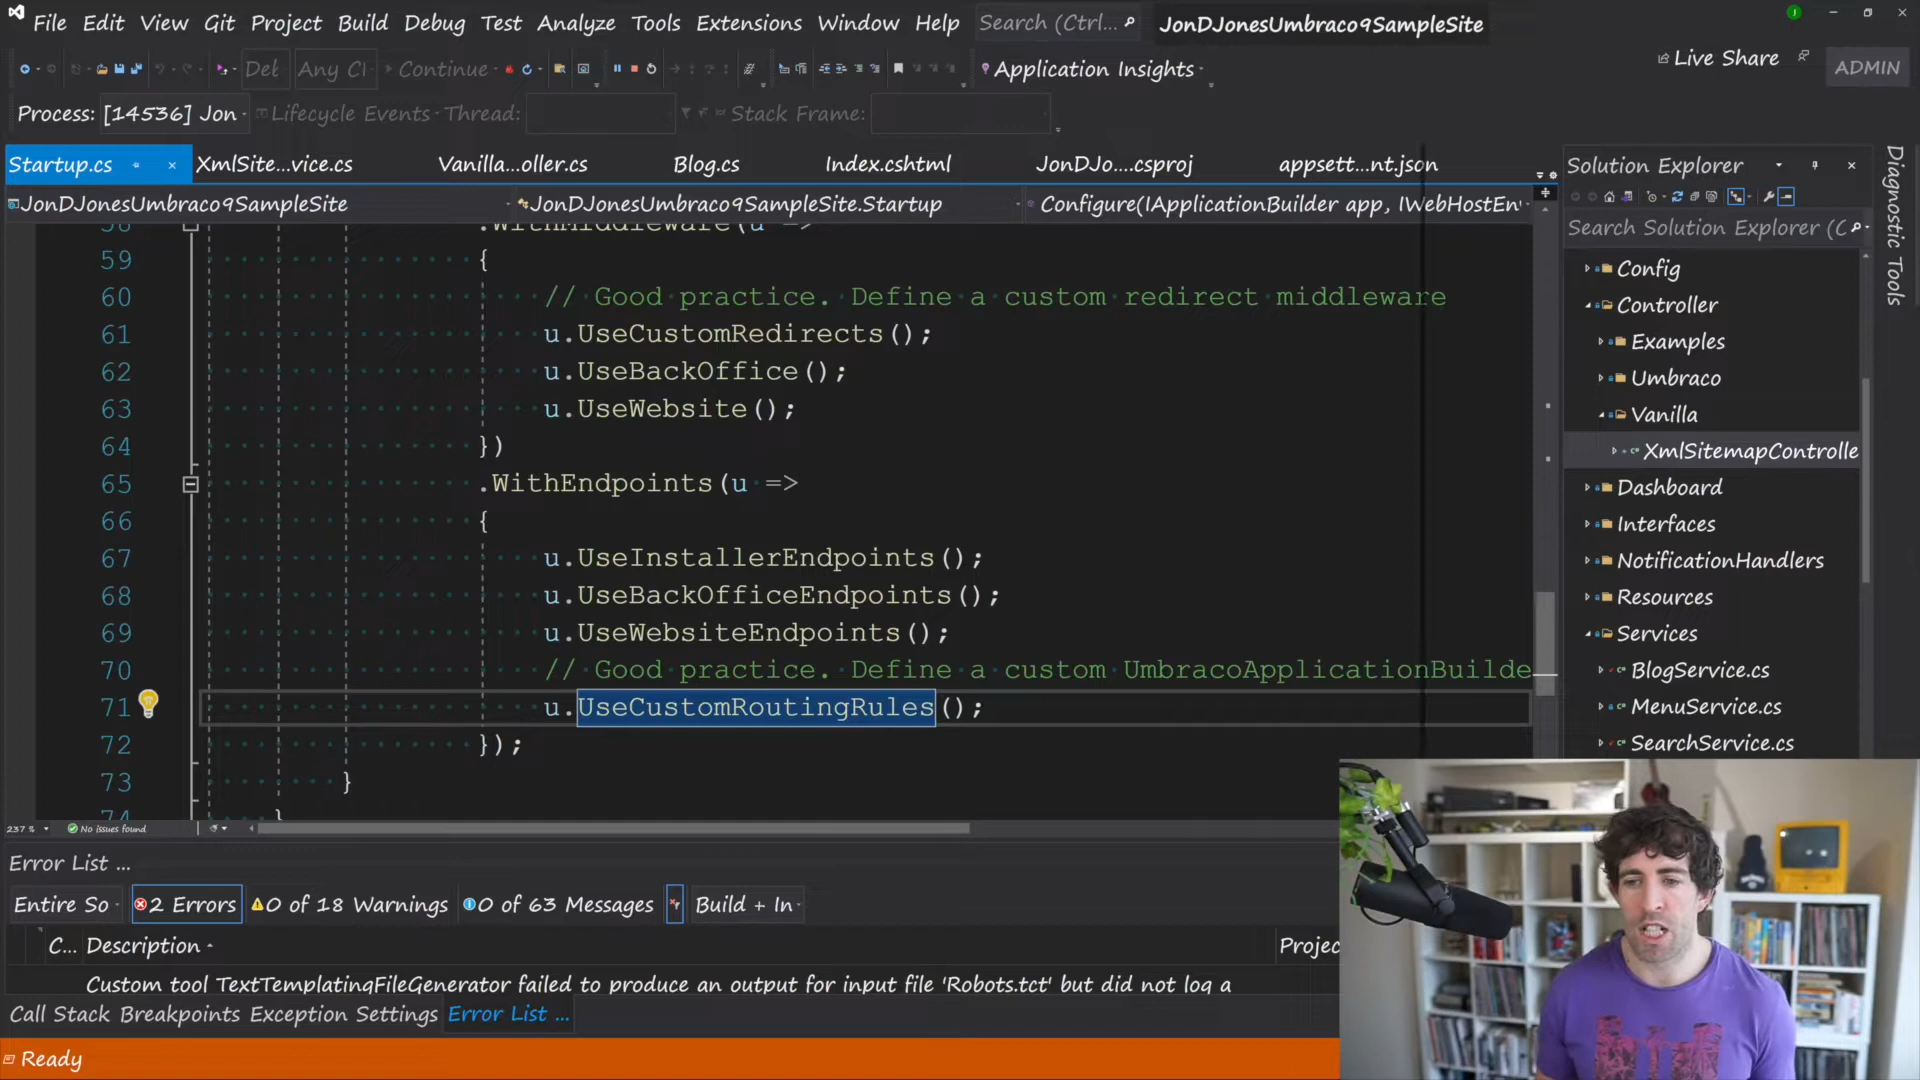 File Edit View Git Project Build Debug Test Analyze Tools Extensions Window Help Search (Ctrl... JonDJonesUmbraco9SampleSite
Any CI Continue Application Insights Live Share ADMIN
Process: [14536] Jon Lifecycle Events Thread: Stack Frame:
Startup.cs XmlSite...vice.cs Vanilla...oller.cs Blog.cs Index.cshtml JonDJo....csproj appsett...nt.json
JonDJonesUmbraco9SampleSite JonDJonesUmbraco9SampleSite.Startup Configure(IApplicationBuilder app, IWebHostEnv
.WithMiddleware(u =>
59 {
60 // Good practice. Define a custom redirect middleware
61 u.UseCustomRedirects();
62 u.UseBackOffice();
63 u.UseWebsite();
64 })
65 .WithEndpoints(u =>
66 {
67 u.UseInstallerEndpoints();
68 u.UseBackOfficeEndpoints();
69 u.UseWebsiteEndpoints();
70 // Good practice. Define a custom UmbracoApplicationBuilde
71 u.UseCustomRoutingRules();
72 });
73 }
237 % No issues found
Solution Explorer
Search Solution Explorer (C
Config
Controller
Examples
Umbraco
Vanilla
XmlSitemapControlle
Dashboard
Interfaces
NotificationHandlers
Resources
Services
BlogService.cs
MenuService.cs
SearchService.cs
Diagnostic Tools
Error List ...
Entire So 2 Errors 0 of 18 Warnings 0 of 63 Messages Build + In
C... Description Projec
Custom tool TextTemplatingFileGenerator failed to produce an output for input file 'Robots.tct' but did not log a
Call Stack Breakpoints Exception Settings Error List ...
Ready